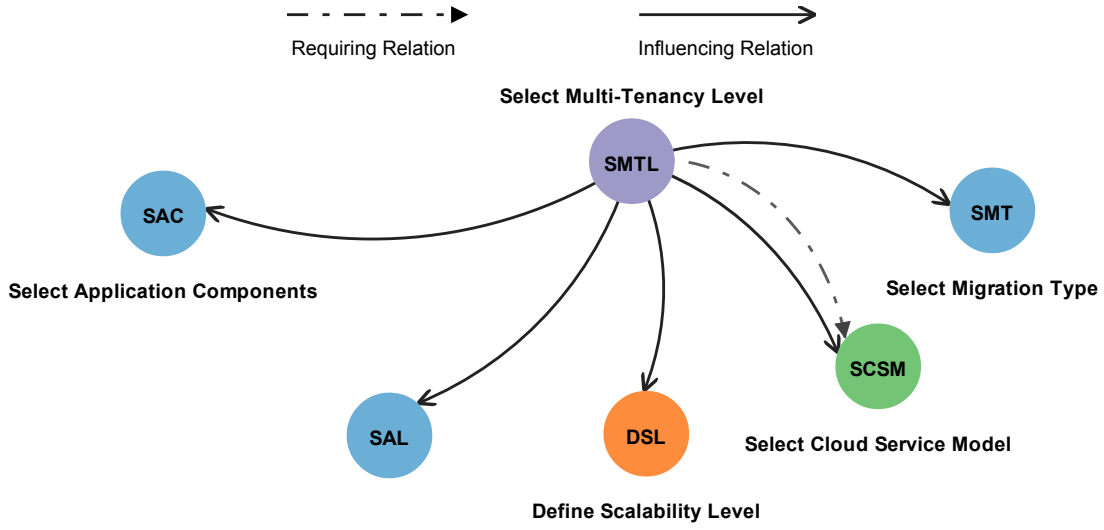 Requiring Relation
Influencing Relation
Select Multi-Tenancy Level
SMTL
SAC
SMT
Select Application Components
Select Migration Type
SCSM
SAL
DSL
Select Cloud Service Model
Define Scalability Level